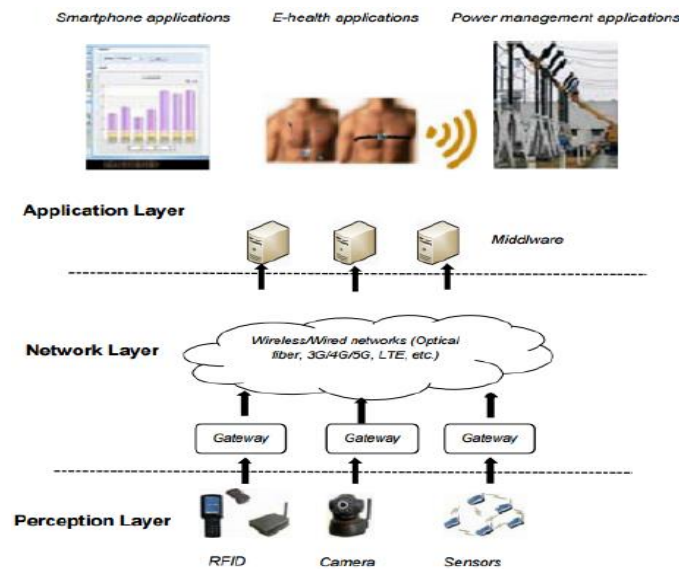 Smartphone applications
E-health applications
Power management applications
Application Layer
Middlware
Network Layer
Wireless/Wired networks (Optical
fiber, 3G/4G/5G, LTE, etc.)
Gateway
Gateway
Gateway
Perception Layer
RFID
Camera
Sensors